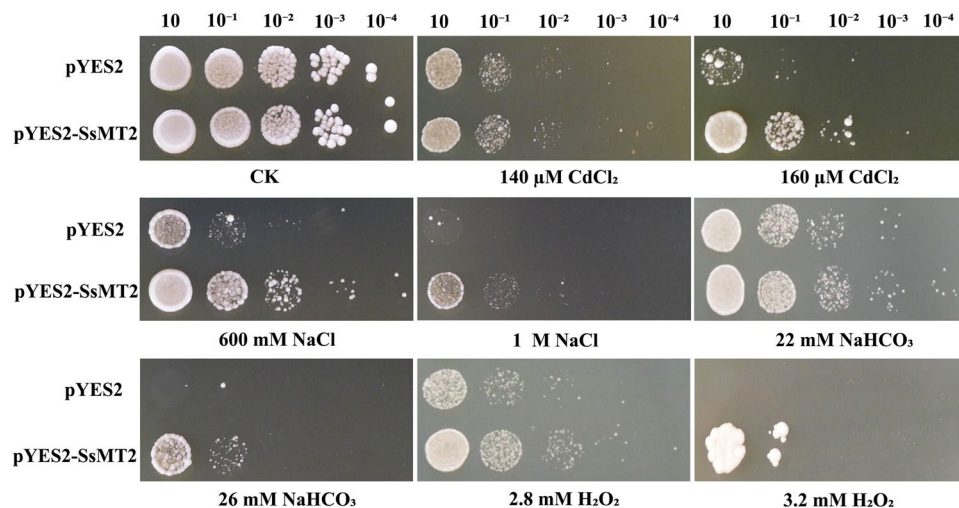 10 10⁻¹ 10⁻² 10⁻³ 10⁻⁴ 10 10⁻¹ 10⁻² 10⁻³ 10⁻⁴ 10 10⁻¹ 10⁻² 10⁻³ 10⁻⁴
pYES2
pYES2-SsMT2
CK 140 μM CdCl₂ 160 μM CdCl₂
pYES2
pYES2-SsMT2
600 mM NaCl 1 M NaCl 22 mM NaHCO₃
pYES2
pYES2-SsMT2
26 mM NaHCO₃ 2.8 mM H₂O₂ 3.2 mM H₂O₂